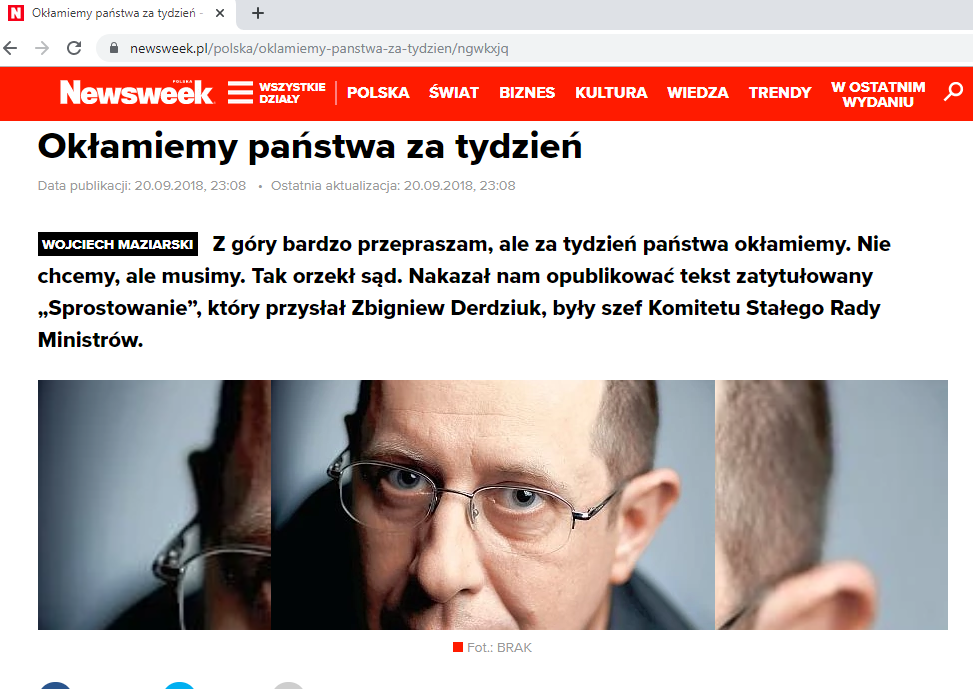 Okłamiemy państwa za tydzień -
newsweek.pl/polska/oklamiemy-panstwa-za-tydzien/ngwkxjq
POLSKA
Newsweek
WSZYSTKIE
DZIAŁY
POLSKA
ŚWIAT
BIZNES
KULTURA
WIEDZA
TRENDY
W OSTATNIM
WYDANIU
Okłamiemy państwa za tydzień
Data publikacji: 20.09.2018, 23:08 • Ostatnia aktualizacja: 20.09.2018, 23:08
WOJCIECH MAZIARSKI Z góry bardzo przepraszam, ale za tydzień państwa okłamiemy. Nie
chcemy, ale musimy. Tak orzekł sąd. Nakazał nam opublikować tekst zatytułowany
„Sprostowanie”, który przysłał Zbigniew Derdziuk, były szef Komitetu Stałego Rady
Ministrów.
Fot.: BRAK